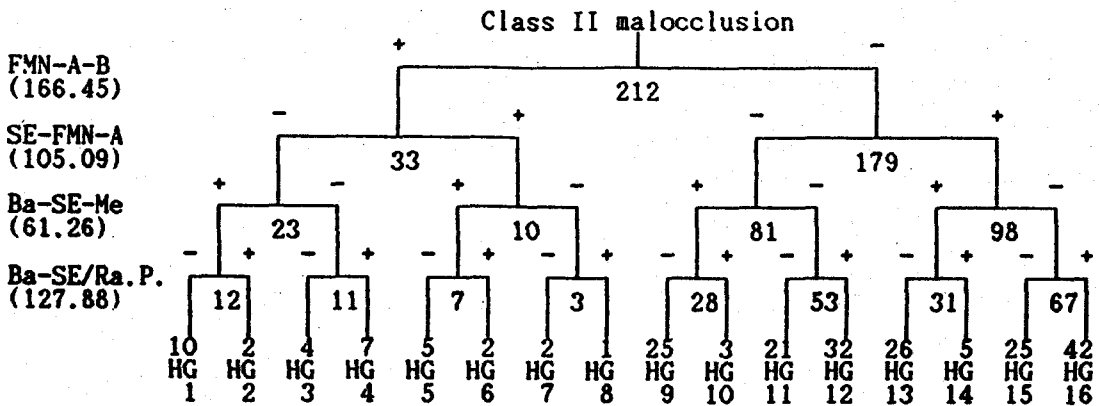 Class II malocclusion
+ −
FMN-A-B
(166.45)
212
− + − +
SE-FMN-A
(105.09)
33 179
+ − + − + − + −
Ba-SE-Me
(61.26)
23 10 81 98
− + − + − + − + − + − + − + − +
Ba-SE/Ra.P.
(127.88)
12 11 7 3 28 53 31 67
10 2 4 7 5 2 2 1 25 3 21 32 26 5 25 42
HG HG HG HG HG HG HG HG HG HG HG HG HG HG HG HG
1 2 3 4 5 6 7 8 9 10 11 12 13 14 15 16